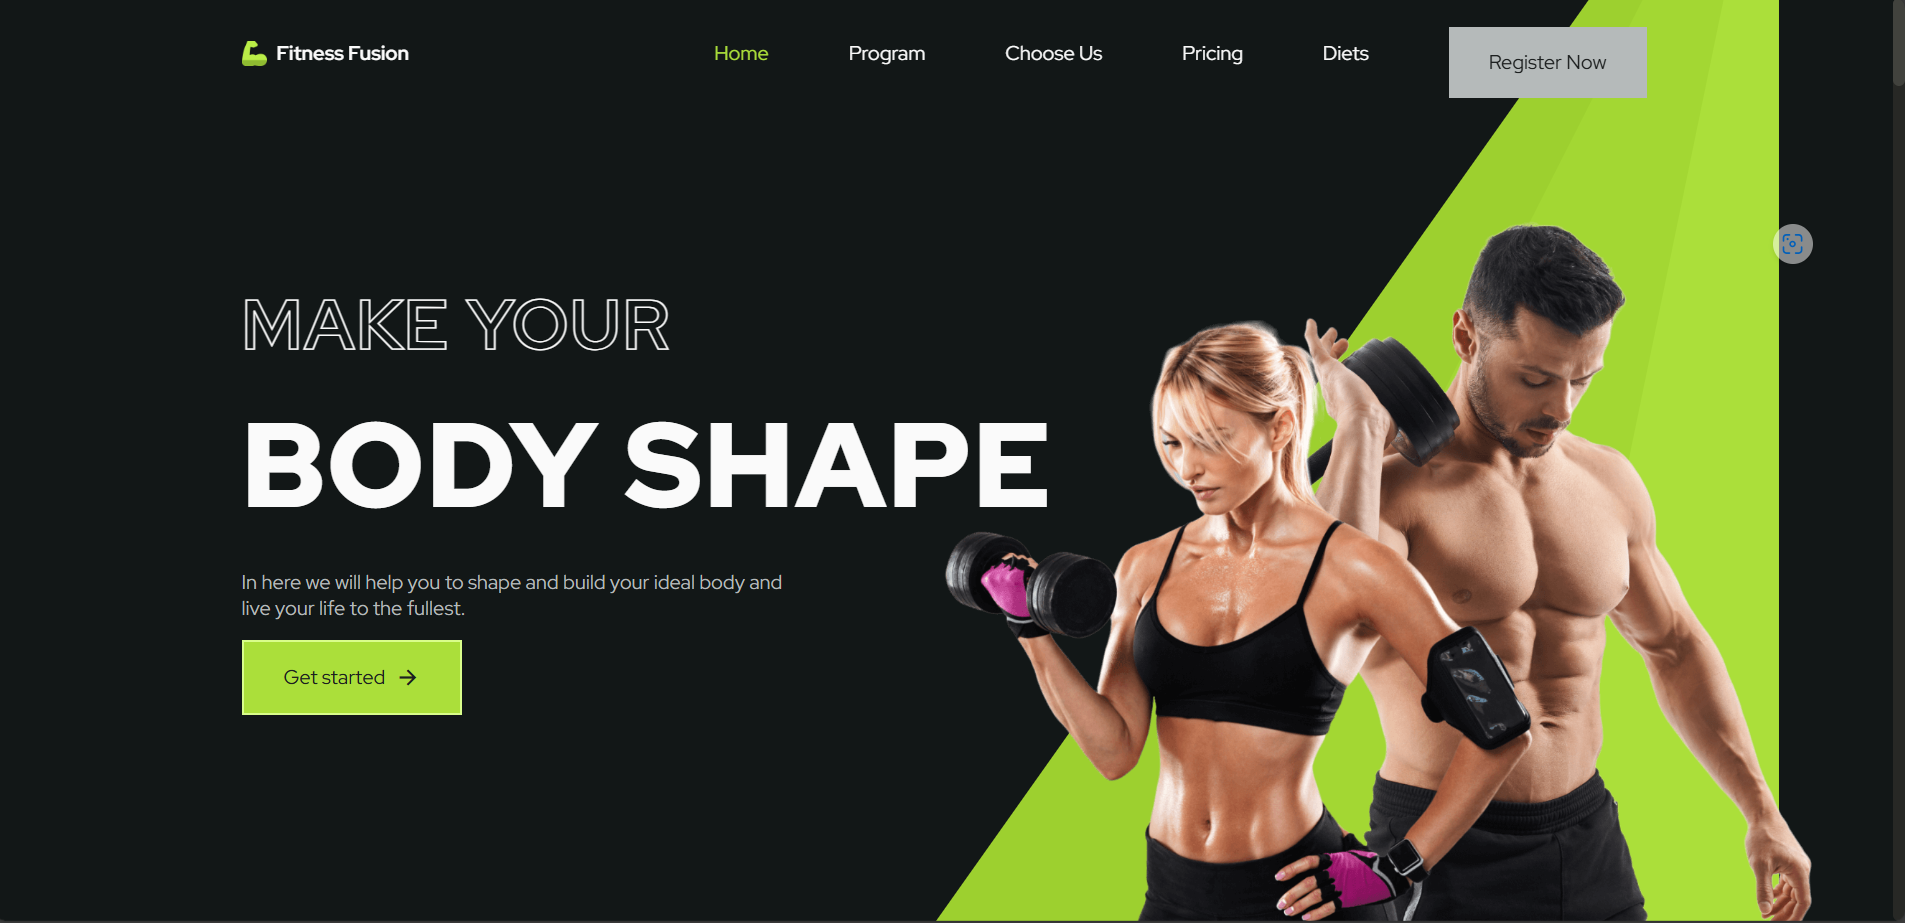 Fitness Fusion
Home
Program
Choose Us
Pricing
Diets
Register Now
MAKE YOUR
BODY SHAPE
In here we will help you to shape and build your ideal body and
live your life to the fullest.
Get started